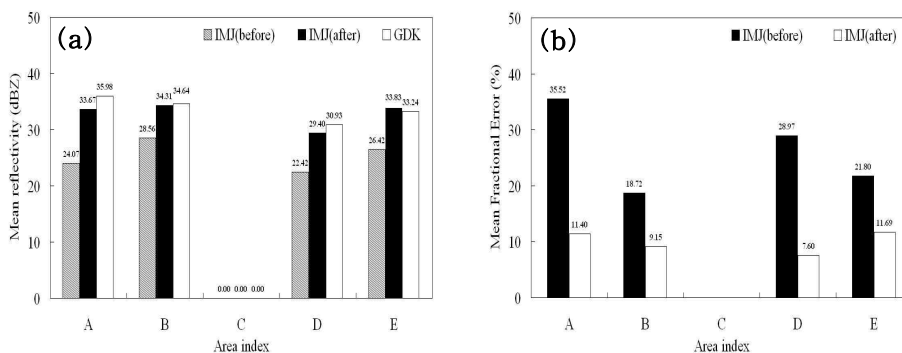 (a)
IMJ(before) IMJ(after) GDK
Mean reflectivity (dBZ)
50
40
30
20
10
0
24.07 33.67 35.98
28.56 34.31 34.64
0.00 0.00 0.00
22.42 29.40 30.93
26.42 33.83 33.24
A B C D E
Area index
(b)
IMJ(before) IMJ(after)
Mean Fractional Error (%)
50
40
30
20
10
0
35.52 11.40
18.72 9.15
28.97 7.60
21.80 11.69
A B C D E
Area index